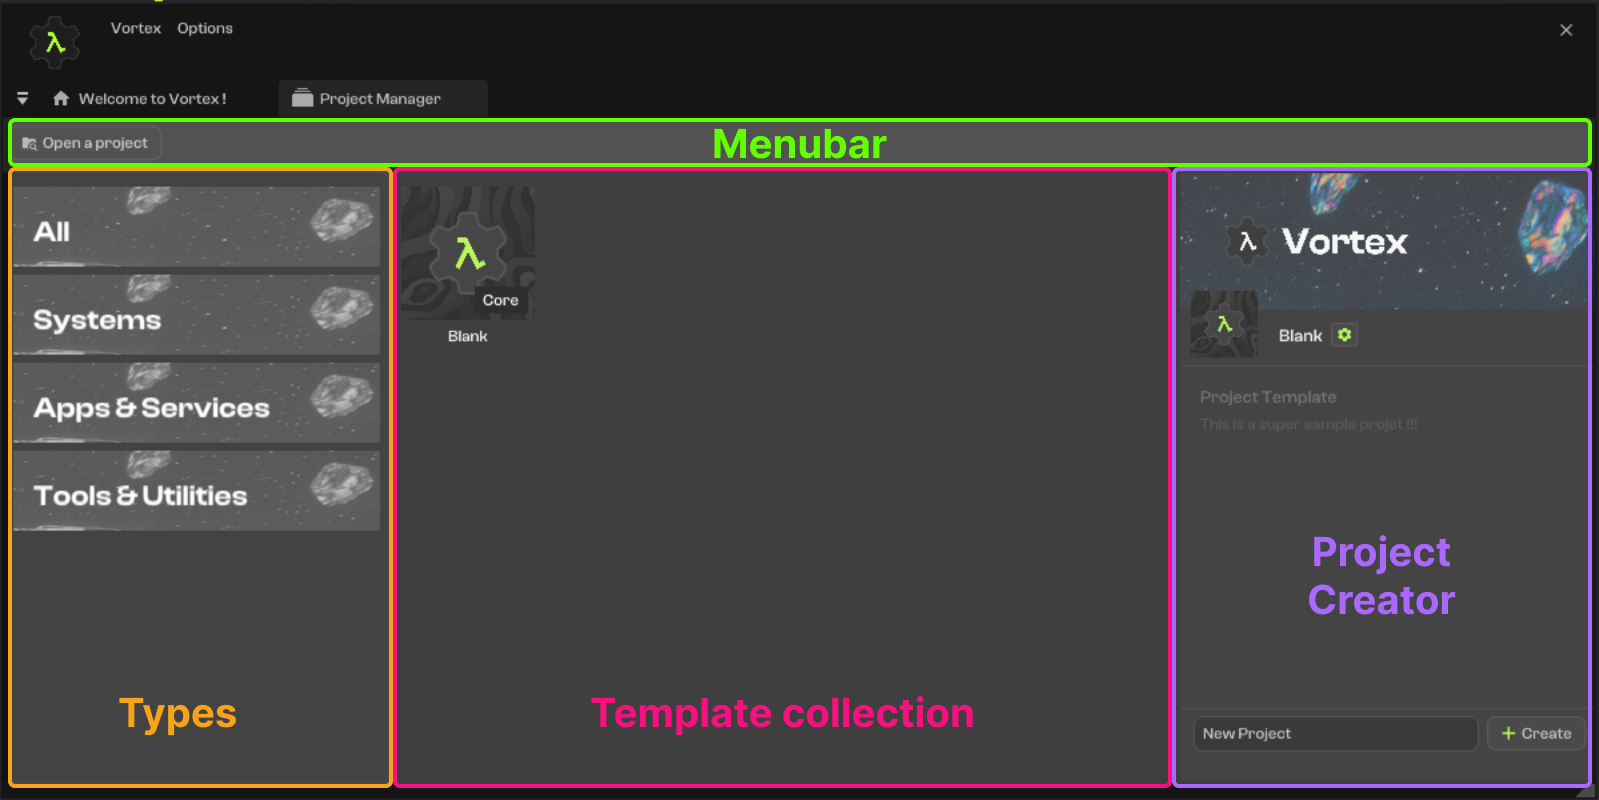 Vortex Options
Welcome to Vortex !
Project Manager
Open a project
Menubar
All
Systems
Apps & Services
Tools & Utilities
Types
Core
Blank
Template collection
Vortex
Blank
Project Template
This is a super sample projet !!!
Project
Creator
New Project
+ Create